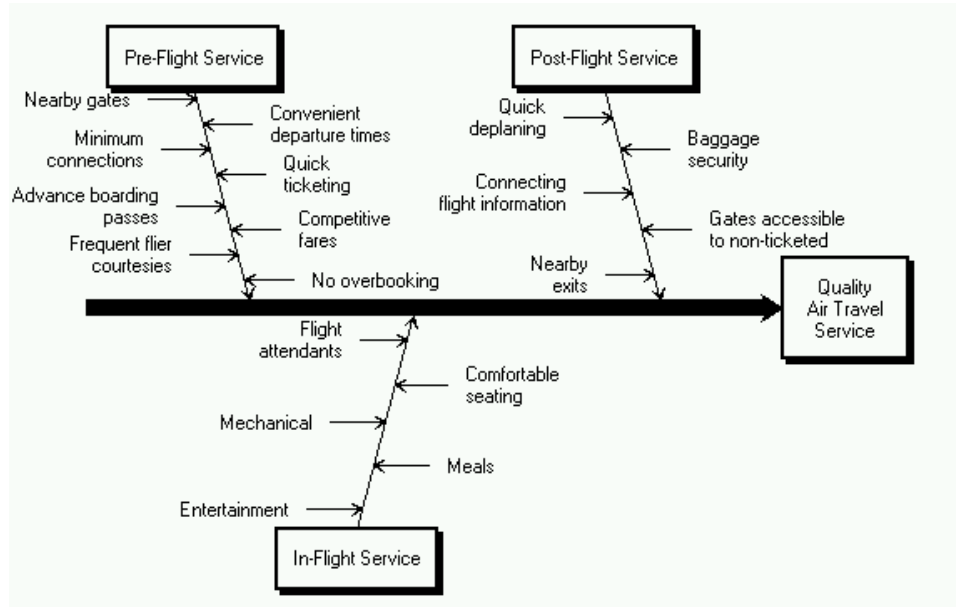 Pre-Flight Service
Nearby gates
Convenient
departure times
Minimum
connections
Quick
ticketing
Advance boarding
passes
Competitive
fares
Frequent flier
courtesies
No overbooking
Post-Flight Service
Quick
deplaning
Baggage
security
Connecting
flight information
Gates accessible
to non-ticketed
Nearby
exits
Quality
Air Travel
Service
Flight
attendants
Comfortable
seating
Mechanical
Meals
Entertainment
In-Flight Service